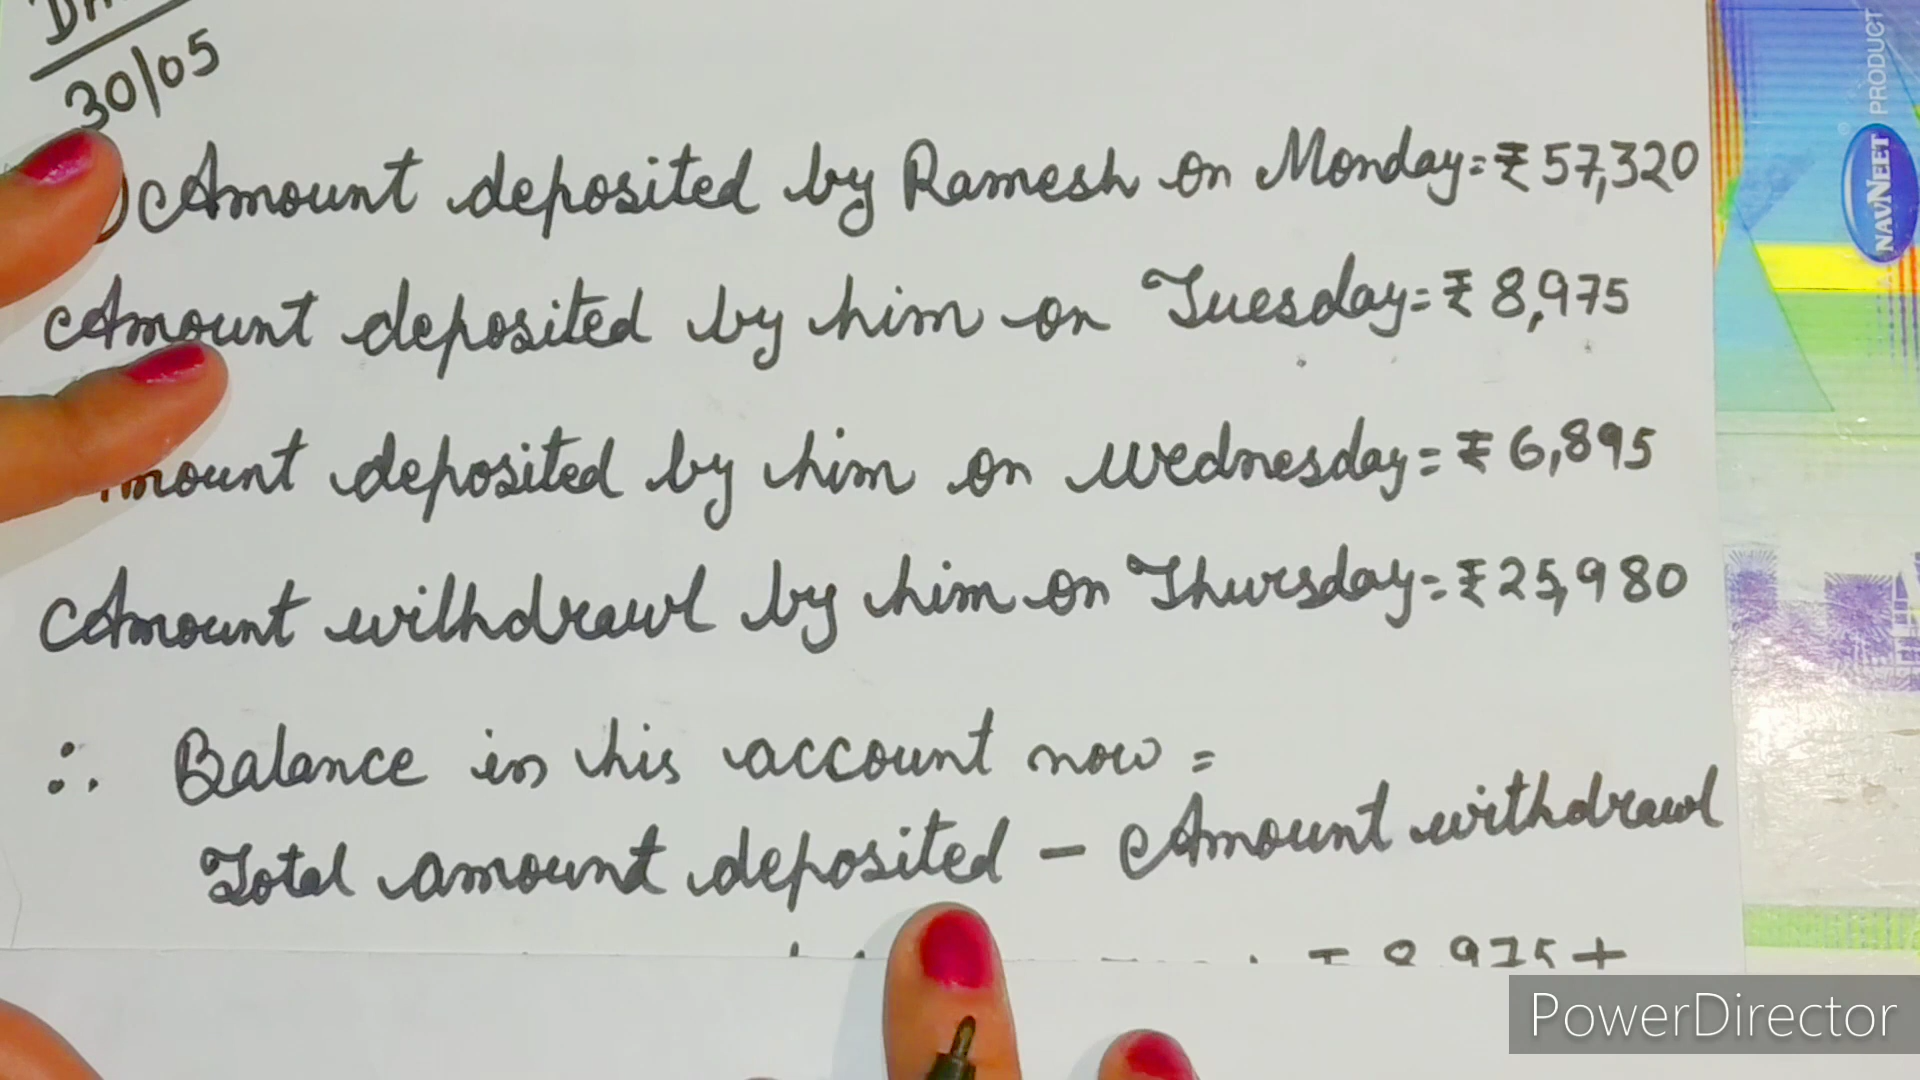 30/05
Amount deposited by Ramesh on Monday=₹57,320
Amount deposited by him on Tuesday=₹8,975
deposited by him on Wednesday=₹6,895
Amount withdrawl by him on Thursday=₹25,980
∴ Balance in his account now =
Total amount deposited - Amount withdrawl
8,975+
NAVNEET PRODUCT
PowerDirector